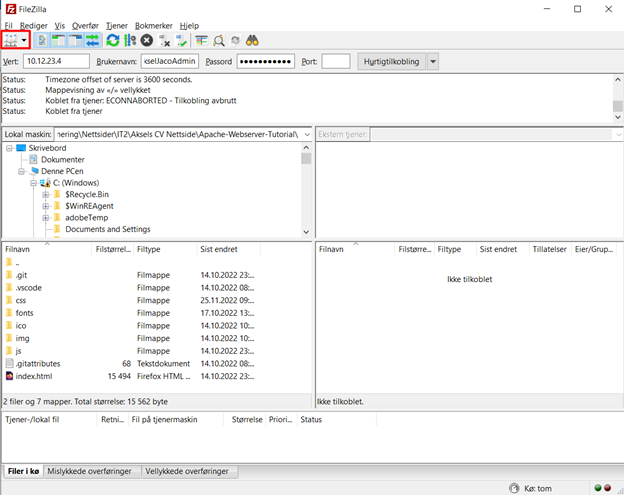 FileZilla
Fil Rediger Vis Overfør Tjener Bokmerker Hjelp
Vert: 10.12.23.4 Brukernavn: kselJacoAdmin Passord ●●●●●●●●●●● Port: Hurtigtilkobling
Status: Timezone offset of server is 3600 seconds.
Status: Mappevisning av «/» vellykket
Status: Koblet fra tjener: ECONNABORTED - Tilkobling avbrutt
Status: Koblet fra tjener
Lokal maskin: nering\Nettsider\IT2\Aksels CV Nettside\Apache-Webserver-Tutorial\ Ekstern tjener:
Skrivebord
Dokumenter
Denne PCen
C: (Windows)
$Recycle.Bin
$WinREAgent
adobeTemp
Documents and Settings
Filnavn Filstørrel... Filtype Sist endret
..
.git Filmappe 14.10.2022 23:...
.vscode Filmappe 14.10.2022 08:...
css Filmappe 25.11.2022 09:...
fonts Filmappe 17.10.2022 13:...
ico Filmappe 14.10.2022 10:...
img Filmappe 14.10.2022 10:...
js Filmappe 14.10.2022 23:...
.gitattributes 68 Tekstdokument 14.10.2022 08:...
index.html 15 494 Firefox HTML ... 14.10.2022 23:...
2 filer og 7 mapper. Total størrelse: 15 562 byte
Filnavn Filstørre... Filtype Sist endret Tillatelser Eier/Grup...
Ikke tilkoblet
Ikke tilkoblet.
Tjener-/lokal fil Retni... Fil på tjenermaskin Størrelse Priori... Status
Filer i kø Mislykkede overføringer Vellykkede overføringer
Kø: tom